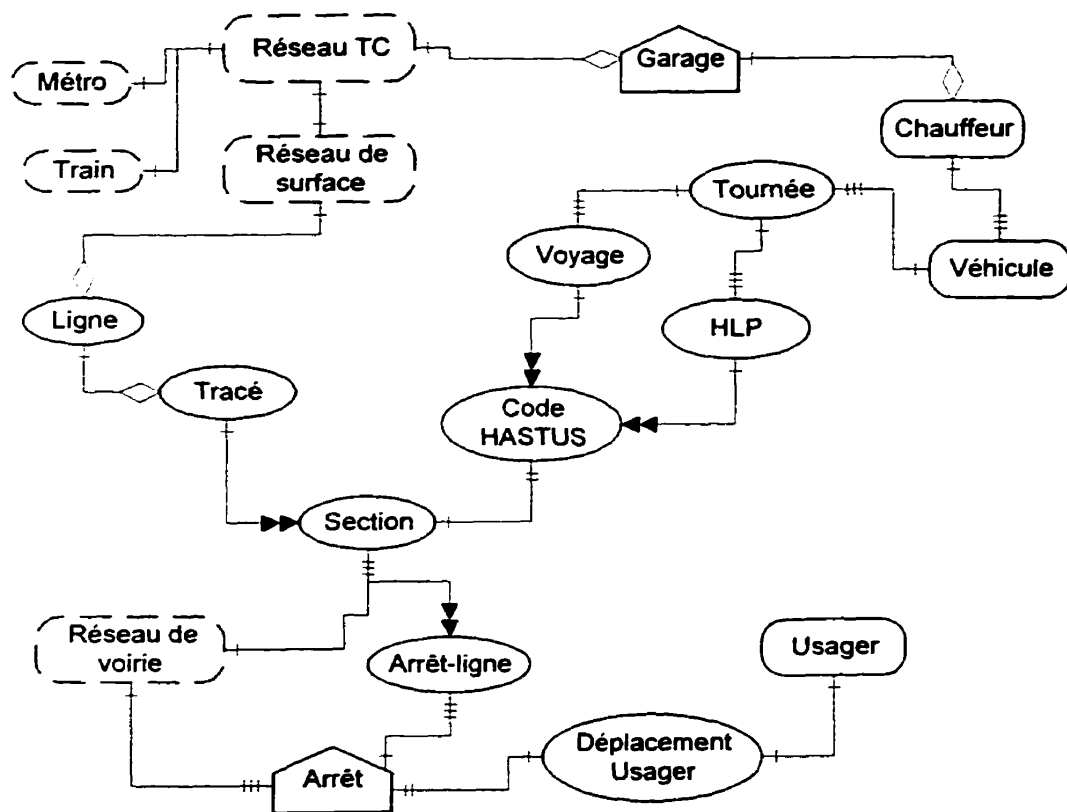 Réseau TC
Garage
Métro
Chauffeur
Train
Réseau de
surface
Tournée
Voyage
Véhicule
Ligne
HLP
Tracé
Code
HASTUS
Section
Réseau de
voirie
Arrêt-ligne
Usager
Déplacement
Usager
Arrêt